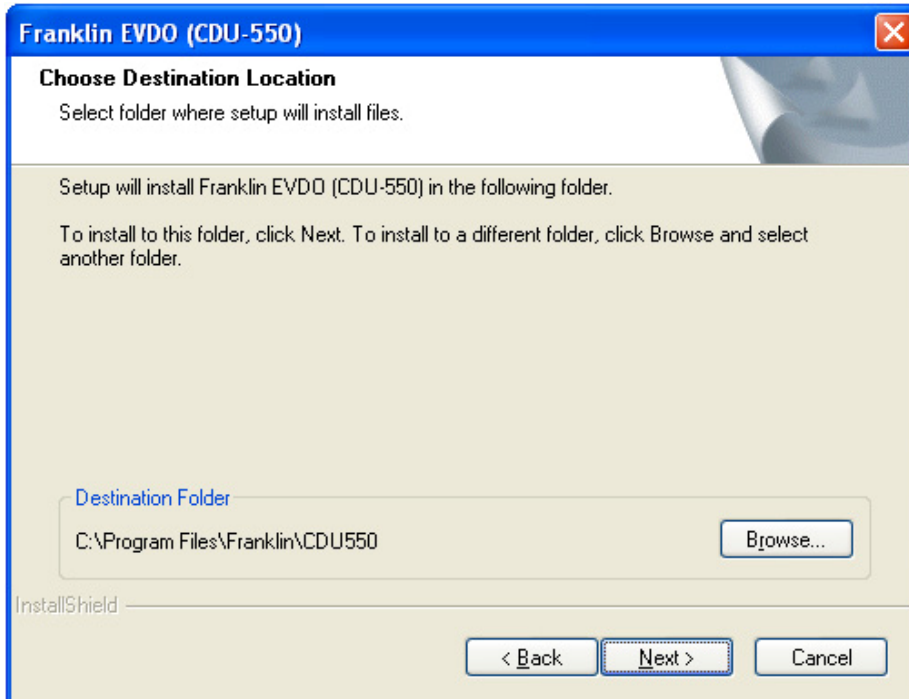 Franklin EVDO (CDU-550)
Choose Destination Location
Select folder where setup will install files.
Setup will install Franklin EVDO (CDU-550) in the following folder.
To install to this folder, click Next. To install to a different folder, click Browse and select
another folder.
Destination Folder
C:\Program Files\Franklin\CDU550
Browse...
InstallShield
< Back
Next >
Cancel